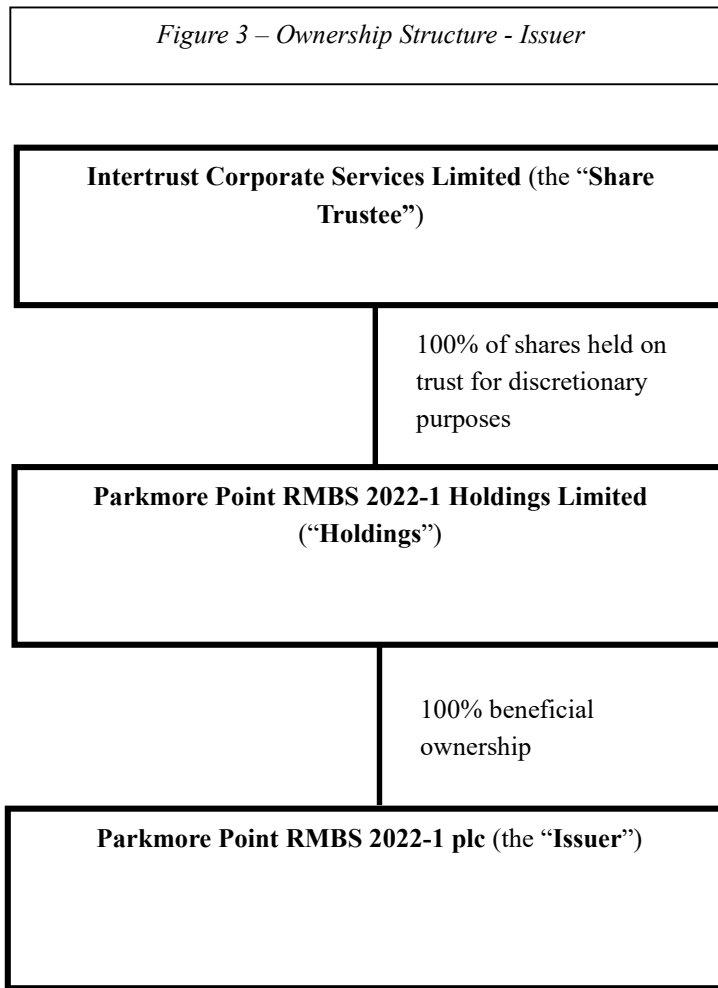 Figure 3 – Ownership Structure - Issuer
Intertrust Corporate Services Limited (the “Share
Trustee”)
100% of shares held on
trust for discretionary
purposes
Parkmore Point RMBS 2022-1 Holdings Limited
(“Holdings”)
100% beneficial
ownership
Parkmore Point RMBS 2022-1 plc (the “Issuer”)